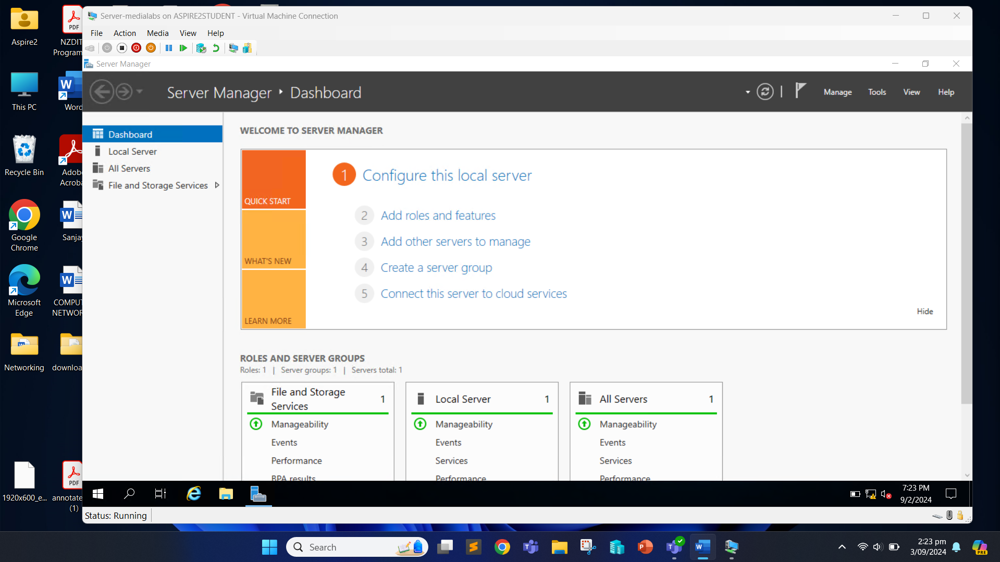 Server-medialabs on ASPIRE2STUDENT - Virtual Machine Connection
File Action Media View Help
Server Manager
Server Manager Dashboard
Manage Tools View Help
Dashboard
Local Server
All Servers
File and Storage Services
WELCOME TO SERVER MANAGER
QUICK START
WHAT'S NEW
LEARN MORE
1 Configure this local server
2 Add roles and features
3 Add other servers to manage
4 Create a server group
5 Connect this server to cloud services
Hide
ROLES AND SERVER GROUPS
Roles: 1 | Server groups: 1 | Servers total: 1
File and Storage
Services
1
Manageability
Events
Performance
BPA results
Local Server 1
Manageability
Events
Services
Performance
All Servers 1
Manageability
Events
Services
Performance
7:23 PM
9/2/2024
Status: Running
Aspire2
This PC
Recycle Bin
Google
Chrome
Microsoft
Edge
Networking
1920x600_e...
PDF
NZDIT
Program
W
Word
Adob
Acroba
W
Sanjay
W
COMPUT
NETWOR
downloa
PDF
annotate
(1)
Search
W
P
W
PRE
2:23 pm
3/09/2024